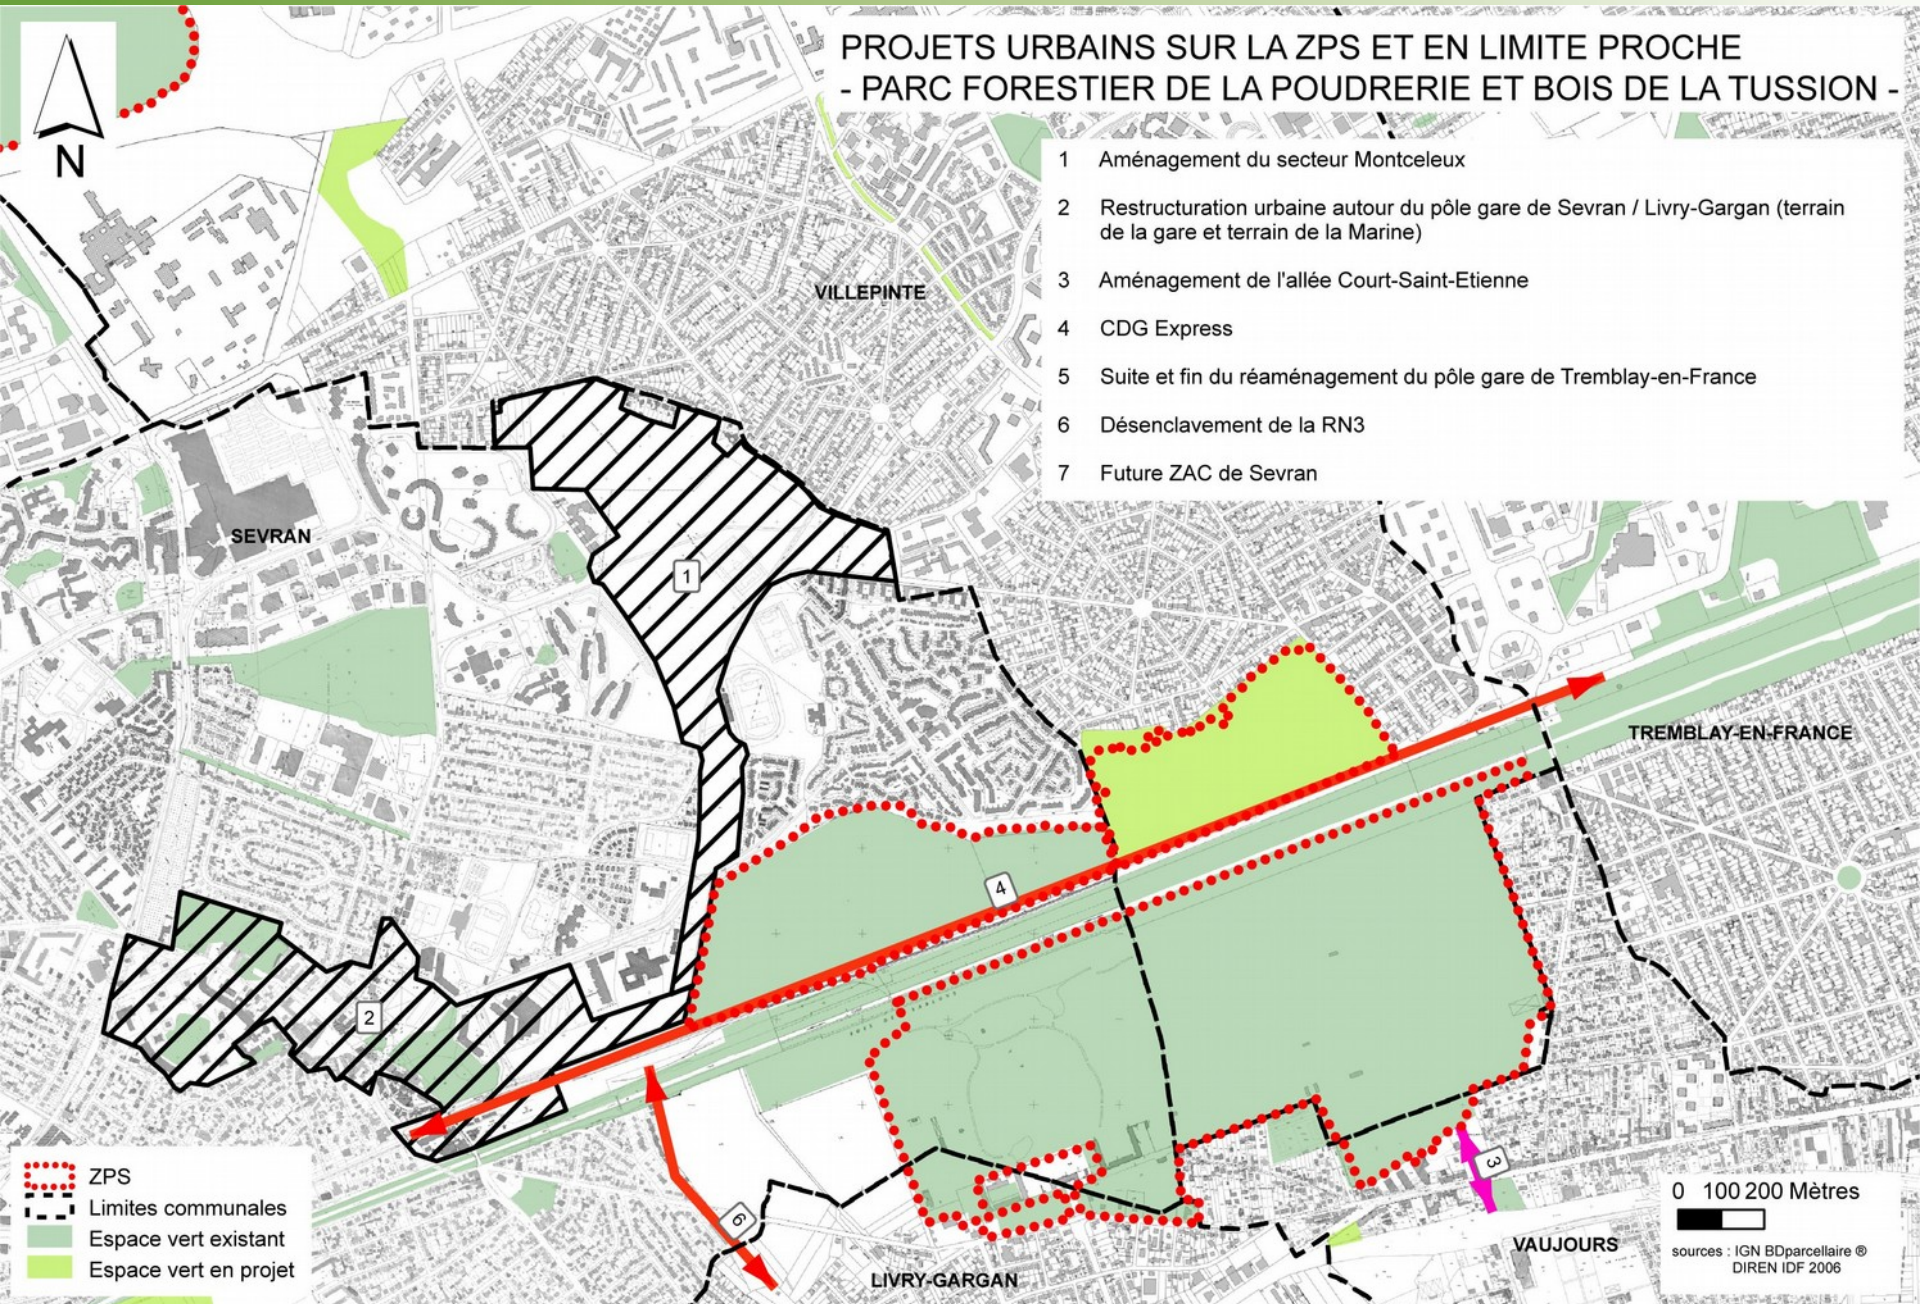 PROJETS URBAINS SUR LA ZPS ET EN LIMITE PROCHE
- PARC FORESTIER DE LA POUDRERIE ET BOIS DE LA TUSSION -
N
1 Aménagement du secteur Montceleux
2 Restructuration urbaine autour du pôle gare de Sevran / Livry-Gargan (terrain
de la gare et terrain de la Marine)
3 Aménagement de l'allée Court-Saint-Etienne
4 CDG Express
5 Suite et fin du réaménagement du pôle gare de Tremblay-en-France
6 Désenclavement de la RN3
7 Future ZAC de Sevran
VILLEPINTE
SEVRAN
1
TREMBLAY-EN-FRANCE
4
2
3
6
VAUJOURS
LIVRY-GARGAN
ZPS
Limites communales
Espace vert existant
Espace vert en projet
0 100 200 Mètres
sources : IGN BDparcellaire ®
DIREN IDF 2006